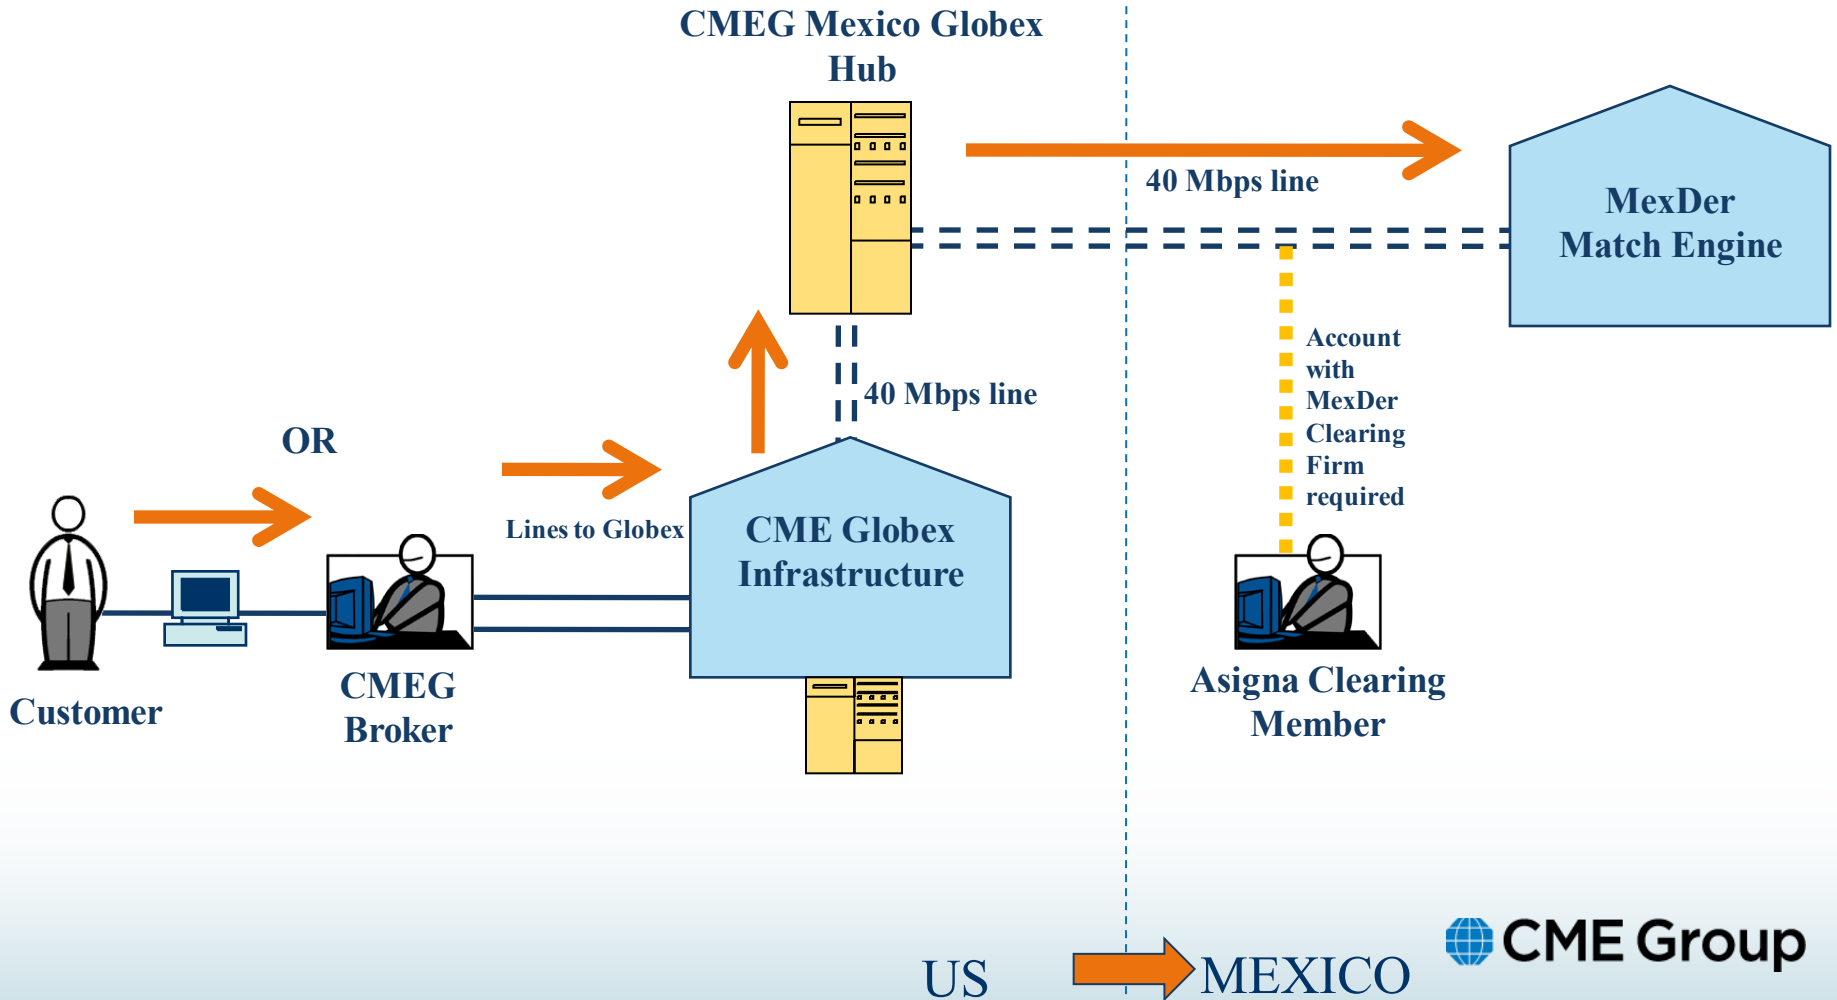 CMEG Mexico Globex
Hub
40 Mbps line
MexDer
Match Engine
Account
with
MexDer
Clearing
Firm
required
40 Mbps line
OR
Lines to Globex
CME Globex
Infrastructure
Customer
CMEG
Broker
Asigna Clearing
Member
CME Group
US
MEXICO